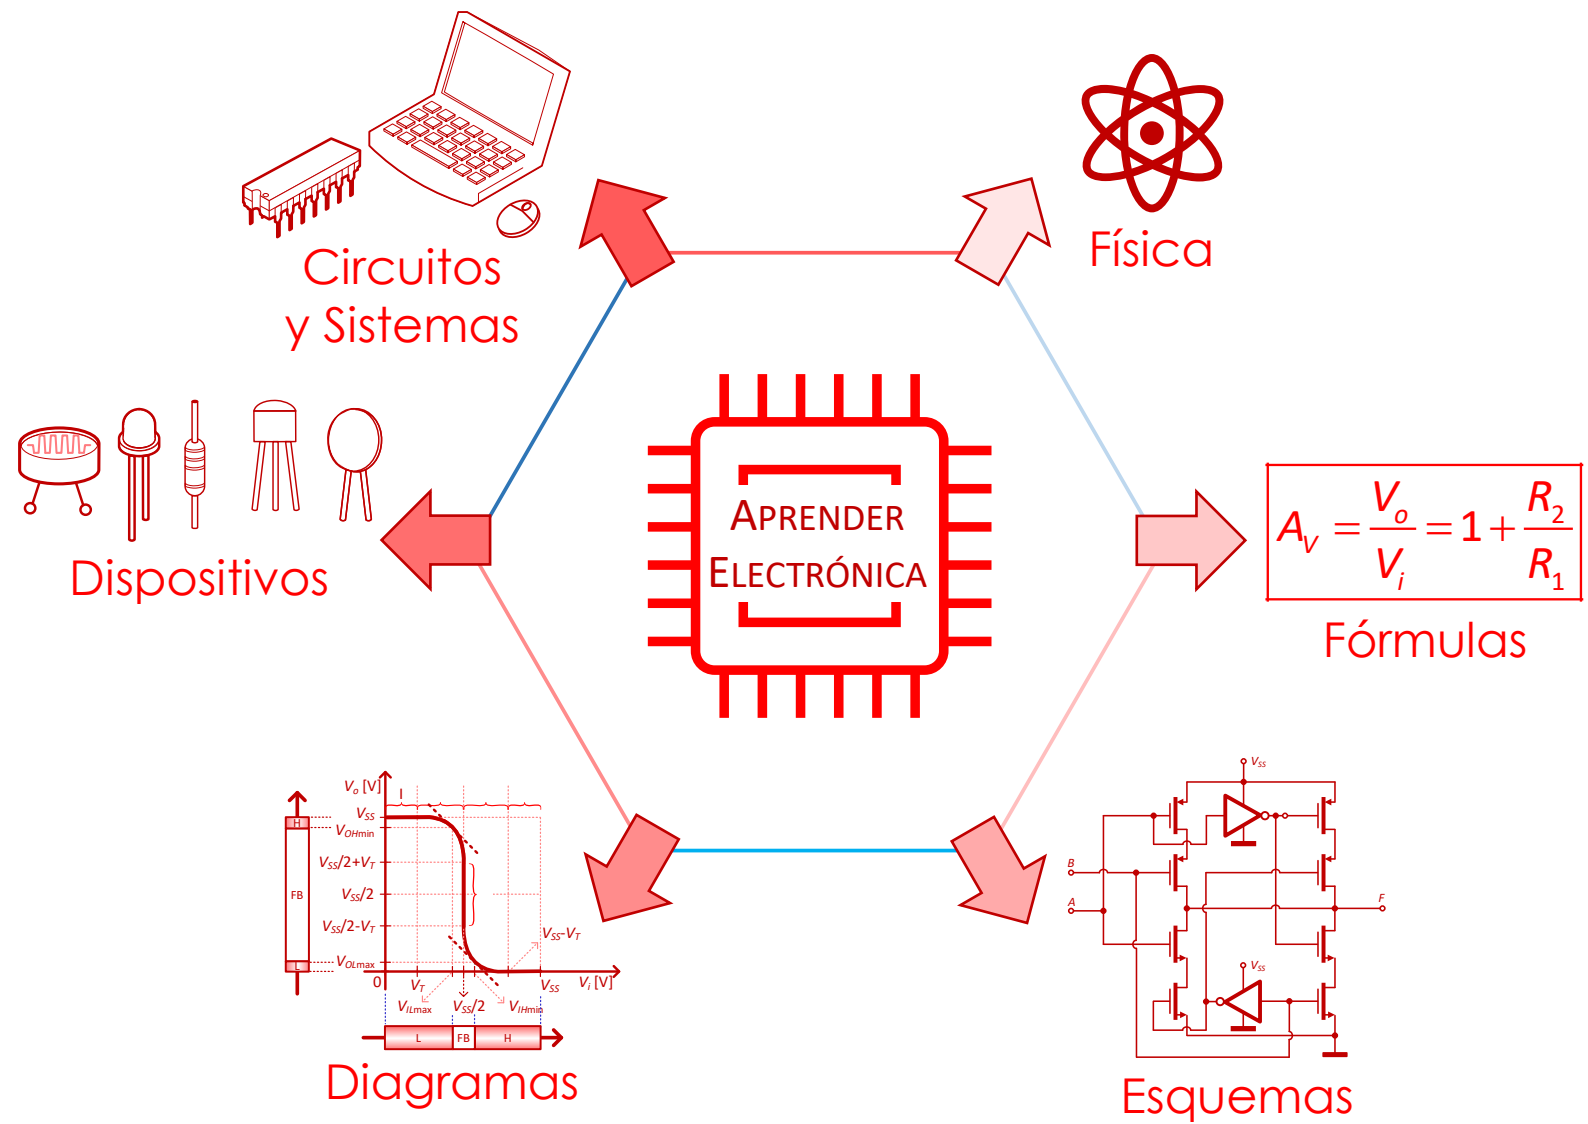 Circuitos
y Sistemas
Física
Dispositivos
APRENDER
ELECTRÓNICA
A_V = V_o / V_i = 1 + R_2 / R_1
Fórmulas
V_o [V]
I
V_SS
V_OHmin
V_SS/2+V_T
V_SS/2
V_SS/2-V_T
V_OLmax
H
FB
L
0
V_T
V_SS-V_T
V_SS
V_i [V]
V_ILmax
V_SS/2
V_IHmin
L
FB
H
Diagramas
V_SS
B
A
F
V_SS
Esquemas